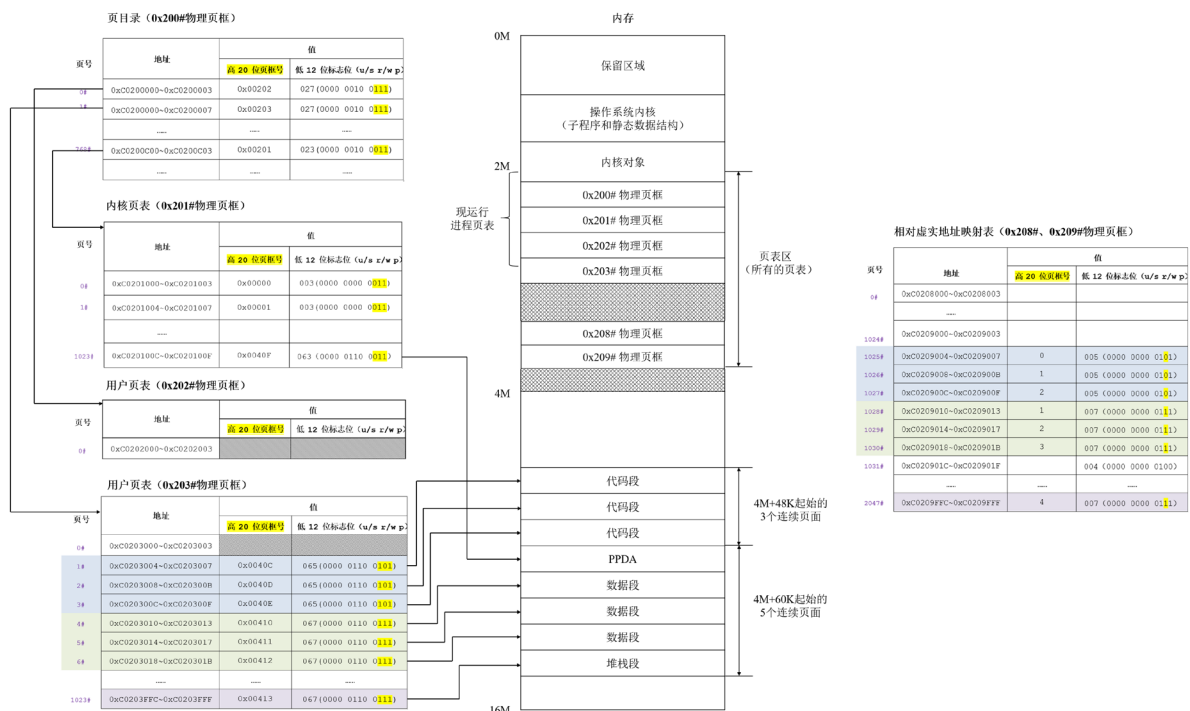 页目录（0x200#物理页框）
页号 地址 值
高 20 位页框号 低 12 位标志位 (u/s r/w p)
0# 0xC0200000~0xC0200003 0x00202 027(0000 0010 0111)
1# 0xC0200000~0xC0200007 0x00203 027(0000 0010 0111)
…… …… ……
768# 0xC0200C00~0xC0200C03 0x00201 023(0000 0010 0011)
…… ……
内核页表（0x201#物理页框）
页号 地址 值
高 20 位页框号 低 12 位标志位 (u/s r/w p)
0# 0xC0201000~0xC0201003 0x00000 003(0000 0000 0011)
1# 0xC0201004~0xC0201007 0x00001 003(0000 0000 0011)
……
1023# 0xC020100C~0xC020100F 0x0040F 063 (0000 0110 0011)
用户页表（0x202#物理页框）
页号 地址 值
高 20 位页框号 低 12 位标志位 (u/s r/w p)
0# 0xC0202000~0xC0202003
用户页表（0x203#物理页框）
页号 地址 值
高 20 位页框号 低 12 位标志位 (u/s r/w p)
0# 0xC0203000~0xC0203003
1# 0xC0203004~0xC0203007 0x0040C 065(0000 0110 0101)
2# 0xC0203008~0xC020300B 0x0040D 065(0000 0110 0101)
3# 0xC020300C~0xC020300F 0x0040E 065(0000 0110 0101)
4# 0xC0203010~0xC0203013 0x00410 067(0000 0110 0111)
5# 0xC0203014~0xC0203017 0x00411 067(0000 0110 0111)
6# 0xC0203018~0xC020301B 0x00412 067(0000 0110 0111)
…… …… ……
1023# 0xC0203FFC~0xC0203FFF 0x00413 067(0000 0110 0111)
内存
0M
保留区域
操作系统内核
（子程序和静态数据结构）
内核对象
2M
0x200# 物理页框
0x201# 物理页框
0x202# 物理页框
0x203# 物理页框
现运行
进程页表
0x208# 物理页框
0x209# 物理页框
页表区
（所有的页表）
4M
代码段
代码段
代码段
4M+48K起始的
3个连续页面
PPDA
数据段
数据段
数据段
堆栈段
4M+60K起始的
5个连续页面
16M
相对虚实地址映射表（0x208#、0x209#物理页框）
页号 地址 值
高 20 位页框号 低 12 位标志位 (u/s r/w p)
0# 0xC0208000~0xC0208003
……
1024# 0xC0209000~0xC0209003
1025# 0xC0209004~0xC0209007 0 005 (0000 0000 0101)
1026# 0xC0209008~0xC020900B 1 005 (0000 0000 0101)
1027# 0xC020900C~0xC020900F 2 005 (0000 0000 0101)
1028# 0xC0209010~0xC0209013 1 007 (0000 0000 0111)
1029# 0xC0209014~0xC0209017 2 007 (0000 0000 0111)
1030# 0xC0209018~0xC020901B 3 007 (0000 0000 0111)
1031# 0xC020901C~0xC020901F 004 (0000 0000 0100)
…… …… ……
2047# 0xC0209FFC~0xC0209FFF 4 007 (0000 0000 0111)